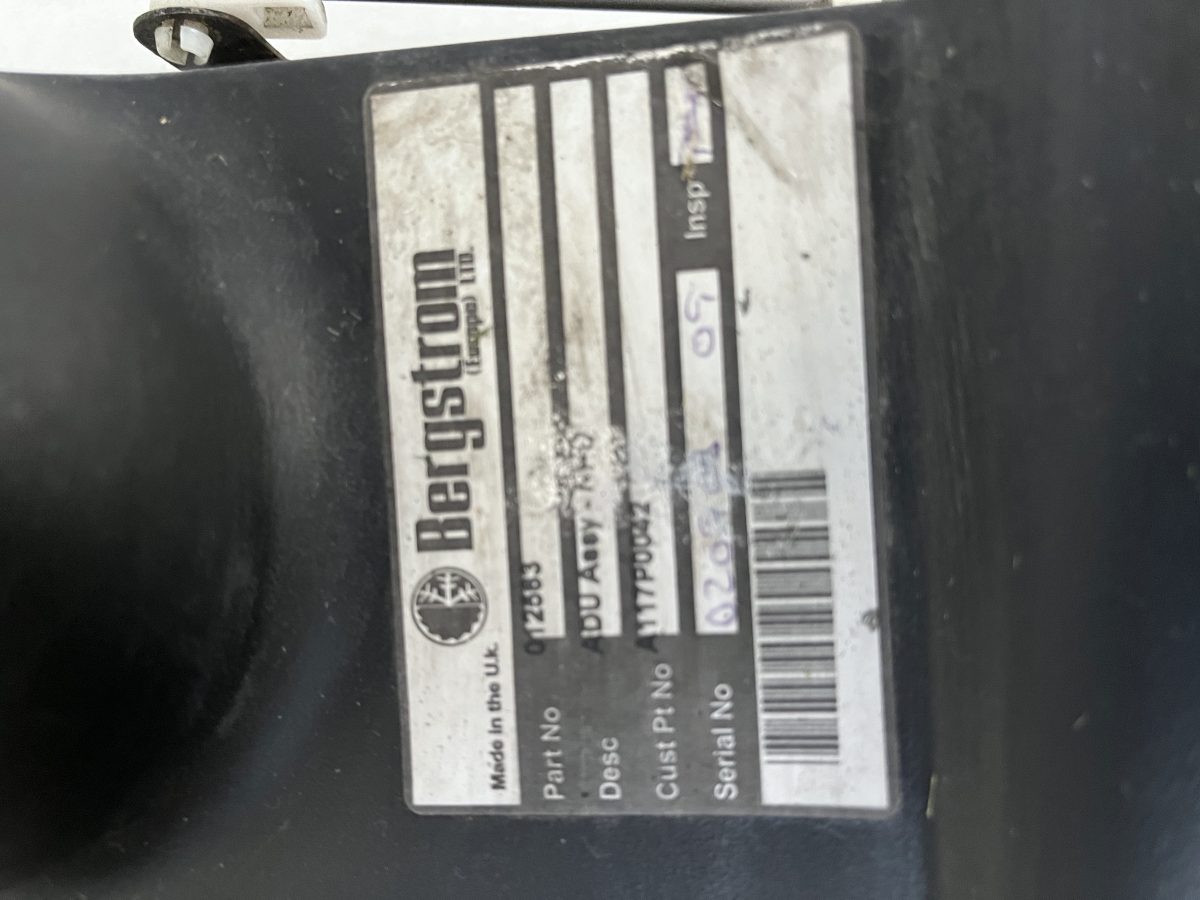 Bergstrom
(Europe) LTD.
Made in the U.K.
Part No 012663
Desc ADU Assy -
Cust Pt No A117P0042
Serial No 09 Insp